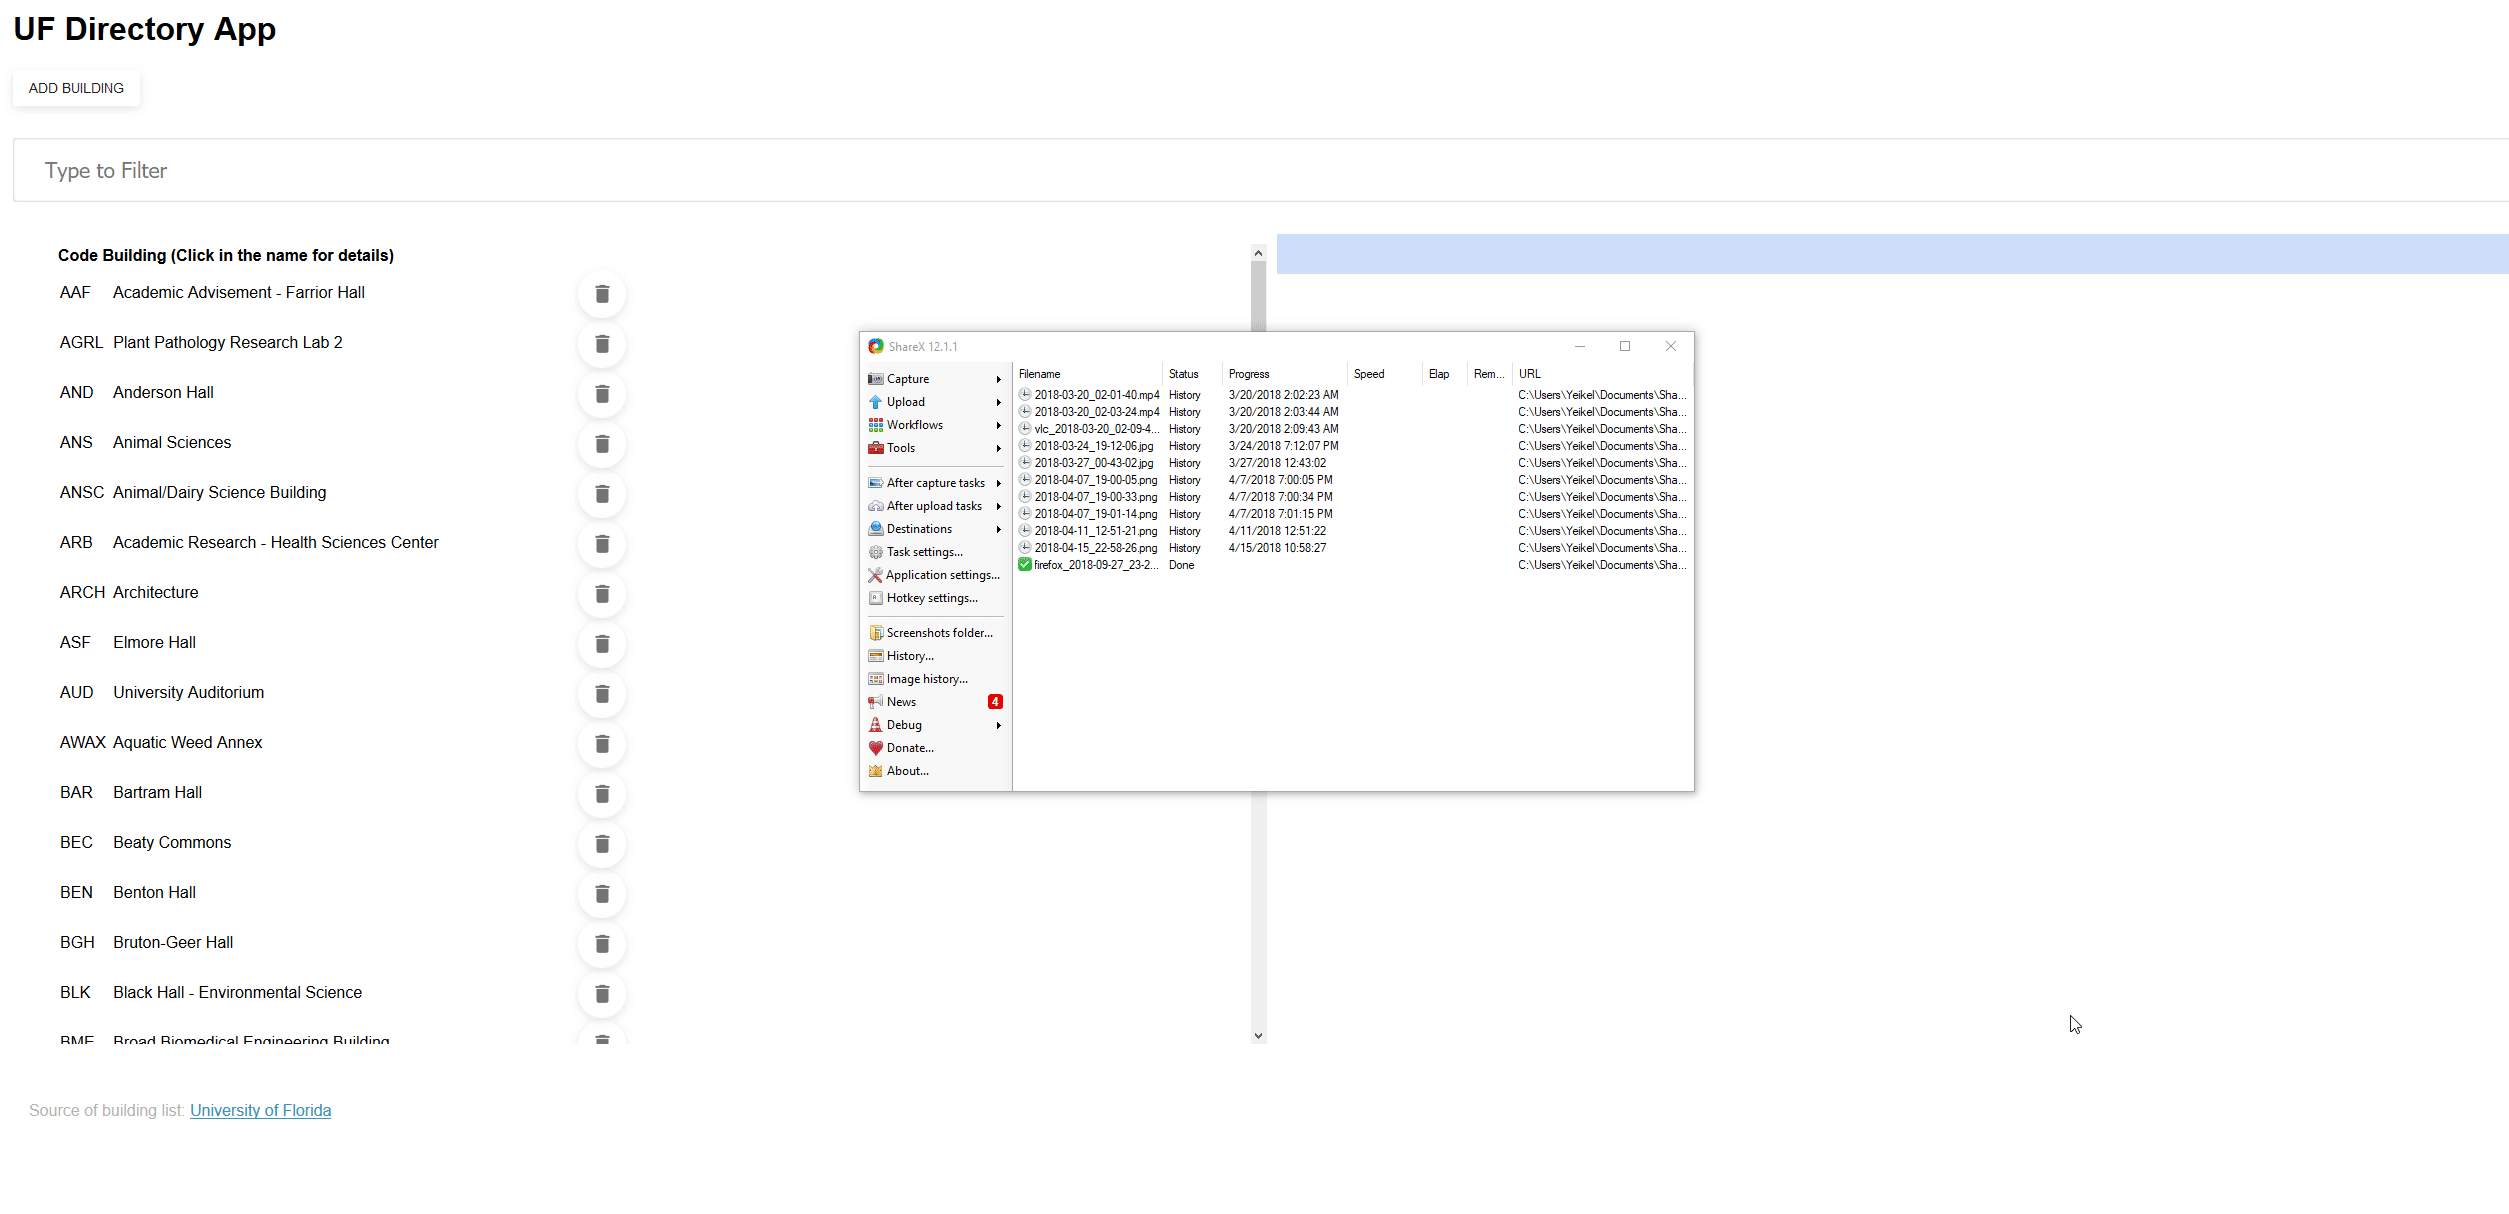 UF Directory App
ADD BUILDING
Type to Filter
Code Building (Click in the name for details)
AAF Academic Advisement - Farrior Hall
AGRL Plant Pathology Research Lab 2
AND Anderson Hall
ANS Animal Sciences
ANSC Animal/Dairy Science Building
ARB Academic Research - Health Sciences Center
ARCH Architecture
ASF Elmore Hall
AUD University Auditorium
AWAX Aquatic Weed Annex
BAR Bartram Hall
BEC Beaty Commons
BEN Benton Hall
BGH Bruton-Geer Hall
BLK Black Hall - Environmental Science
BME Broad Biomedical Engineering Building
Source of building list: University of Florida
ShareX 12.1.1
Capture
Upload
Workflows
Tools
After capture tasks
After upload tasks
Destinations
Task settings...
Application settings...
Hotkey settings...
Screenshots folder...
History...
Image history...
News 4
Debug
Donate...
About...
Filename Status Progress Speed Elap Rem... URL
2018-03-20_02-01-40.mp4 History 3/20/2018 2:02:23 AM C:\Users\Yeikel\Documents\Sha...
2018-03-20_02-03-24.mp4 History 3/20/2018 2:03:44 AM C:\Users\Yeikel\Documents\Sha...
vlc_2018-03-20_02-09-4... History 3/20/2018 2:09:43 AM C:\Users\Yeikel\Documents\Sha...
2018-03-24_19-12-06.jpg History 3/24/2018 7:12:07 PM C:\Users\Yeikel\Documents\Sha...
2018-03-27_00-43-02.jpg History 3/27/2018 12:43:02 C:\Users\Yeikel\Documents\Sha...
2018-04-07_19-00-05.png History 4/7/2018 7:00:05 PM C:\Users\Yeikel\Documents\Sha...
2018-04-07_19-00-33.png History 4/7/2018 7:00:34 PM C:\Users\Yeikel\Documents\Sha...
2018-04-07_19-01-14.png History 4/7/2018 7:01:15 PM C:\Users\Yeikel\Documents\Sha...
2018-04-11_12-51-21.png History 4/11/2018 12:51:22 C:\Users\Yeikel\Documents\Sha...
2018-04-15_22-58-26.png History 4/15/2018 10:58:27 C:\Users\Yeikel\Documents\Sha...
firefox_2018-09-27_23-2... Done C:\Users\Yeikel\Documents\Sha...